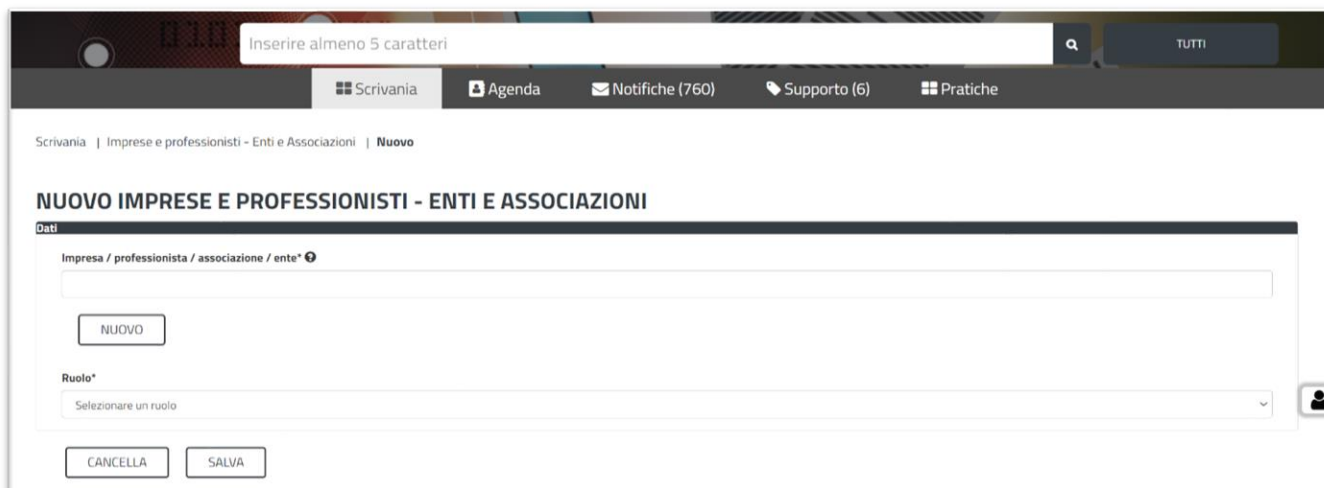 Inserire almeno 5 caratteri
TUTTI
Scrivania Agenda Notifiche (760) Supporto (6) Pratiche
Scrivania | Imprese e professionisti - Enti e Associazioni | Nuovo
NUOVO IMPRESE E PROFESSIONISTI - ENTI E ASSOCIAZIONI
Dati
Impresa / professionista / associazione / ente*
NUOVO
Ruolo*
Selezionare un ruolo
CANCELLA SALVA